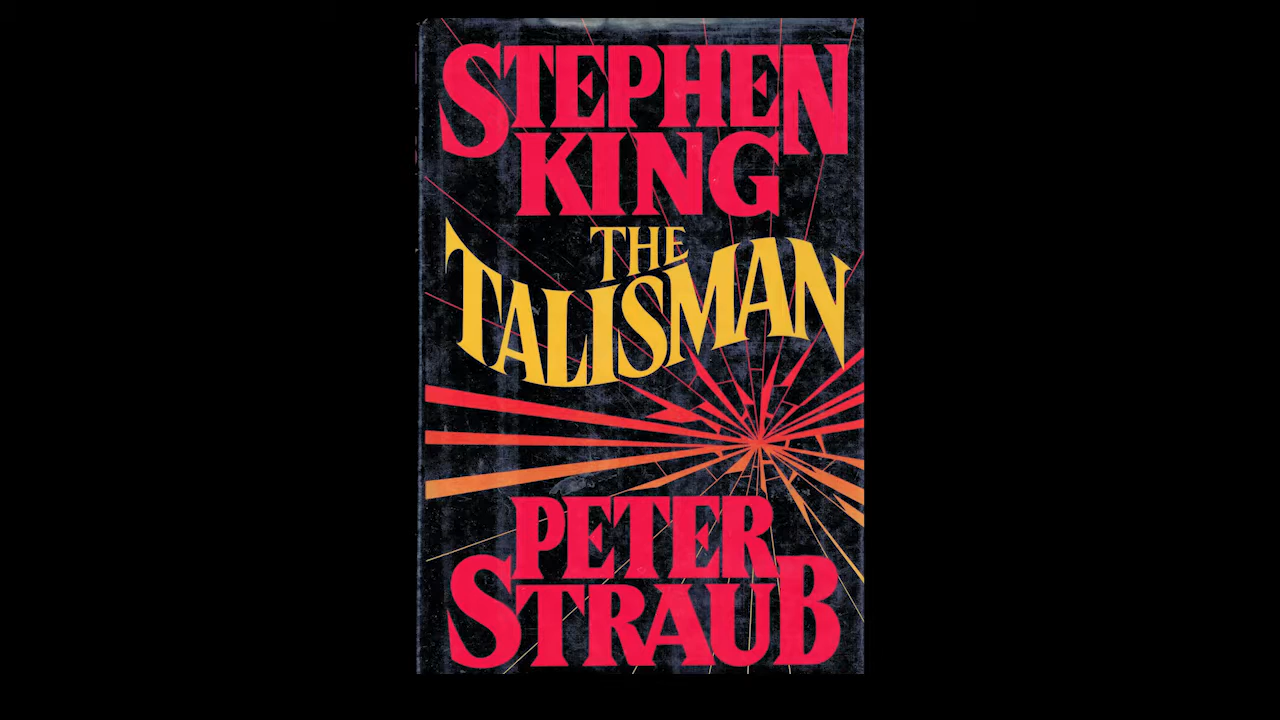 STEPHEN
KING
THE
TALISMAN
PETER
STRAUB